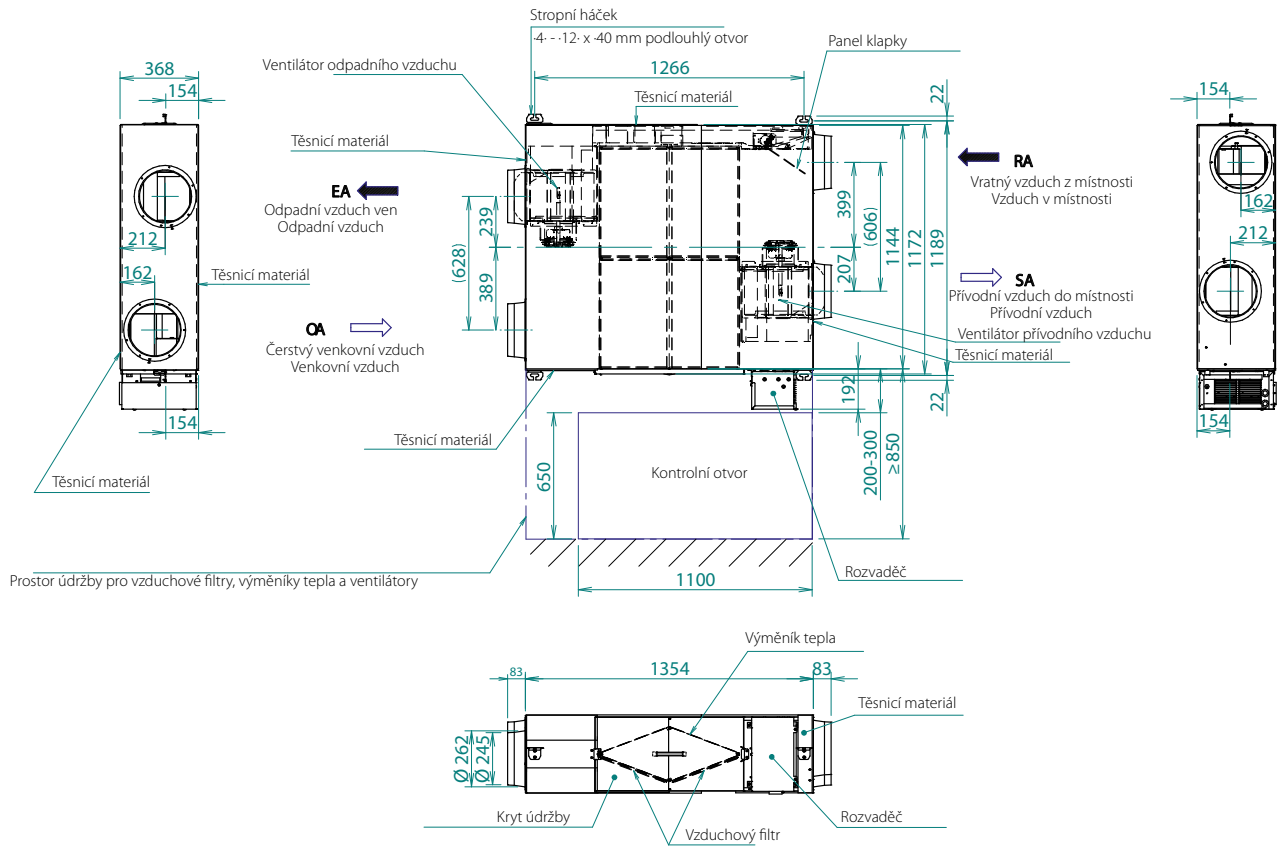 Stropní háček
·4· - ·12· x ·40 mm podlouhlý otvor
Panel klapky
Ventilátor odpadního vzduchu
1266
Těsnicí materiál
368
154
22
154
Těsnicí materiál
EA
Odpadní vzduch ven
Odpadní vzduch
239
(628)
389
399
(606)
207
1144
1172
1189
RA
Vratný vzduch z místnosti
Vzduch v místnosti
162
212
212
162
Těsnicí materiál
SA
Přívodní vzduch do místnosti
Přívodní vzduch
OA
Čerstvý venkovní vzduch
Venkovní vzduch
Ventilátor přívodního vzduchu
Těsnicí materiál
192
22
154
154
Těsnicí materiál
Těsnicí materiál
650
Kontrolní otvor
200-300
≥850
Prostor údržby pro vzduchové filtry, výměníky tepla a ventilátory
1100
Rozvaděč
Výměník tepla
83
1354
83
Těsnicí materiál
Ø 262
Ø 245
Kryt údržby
Vzduchový filtr
Rozvaděč